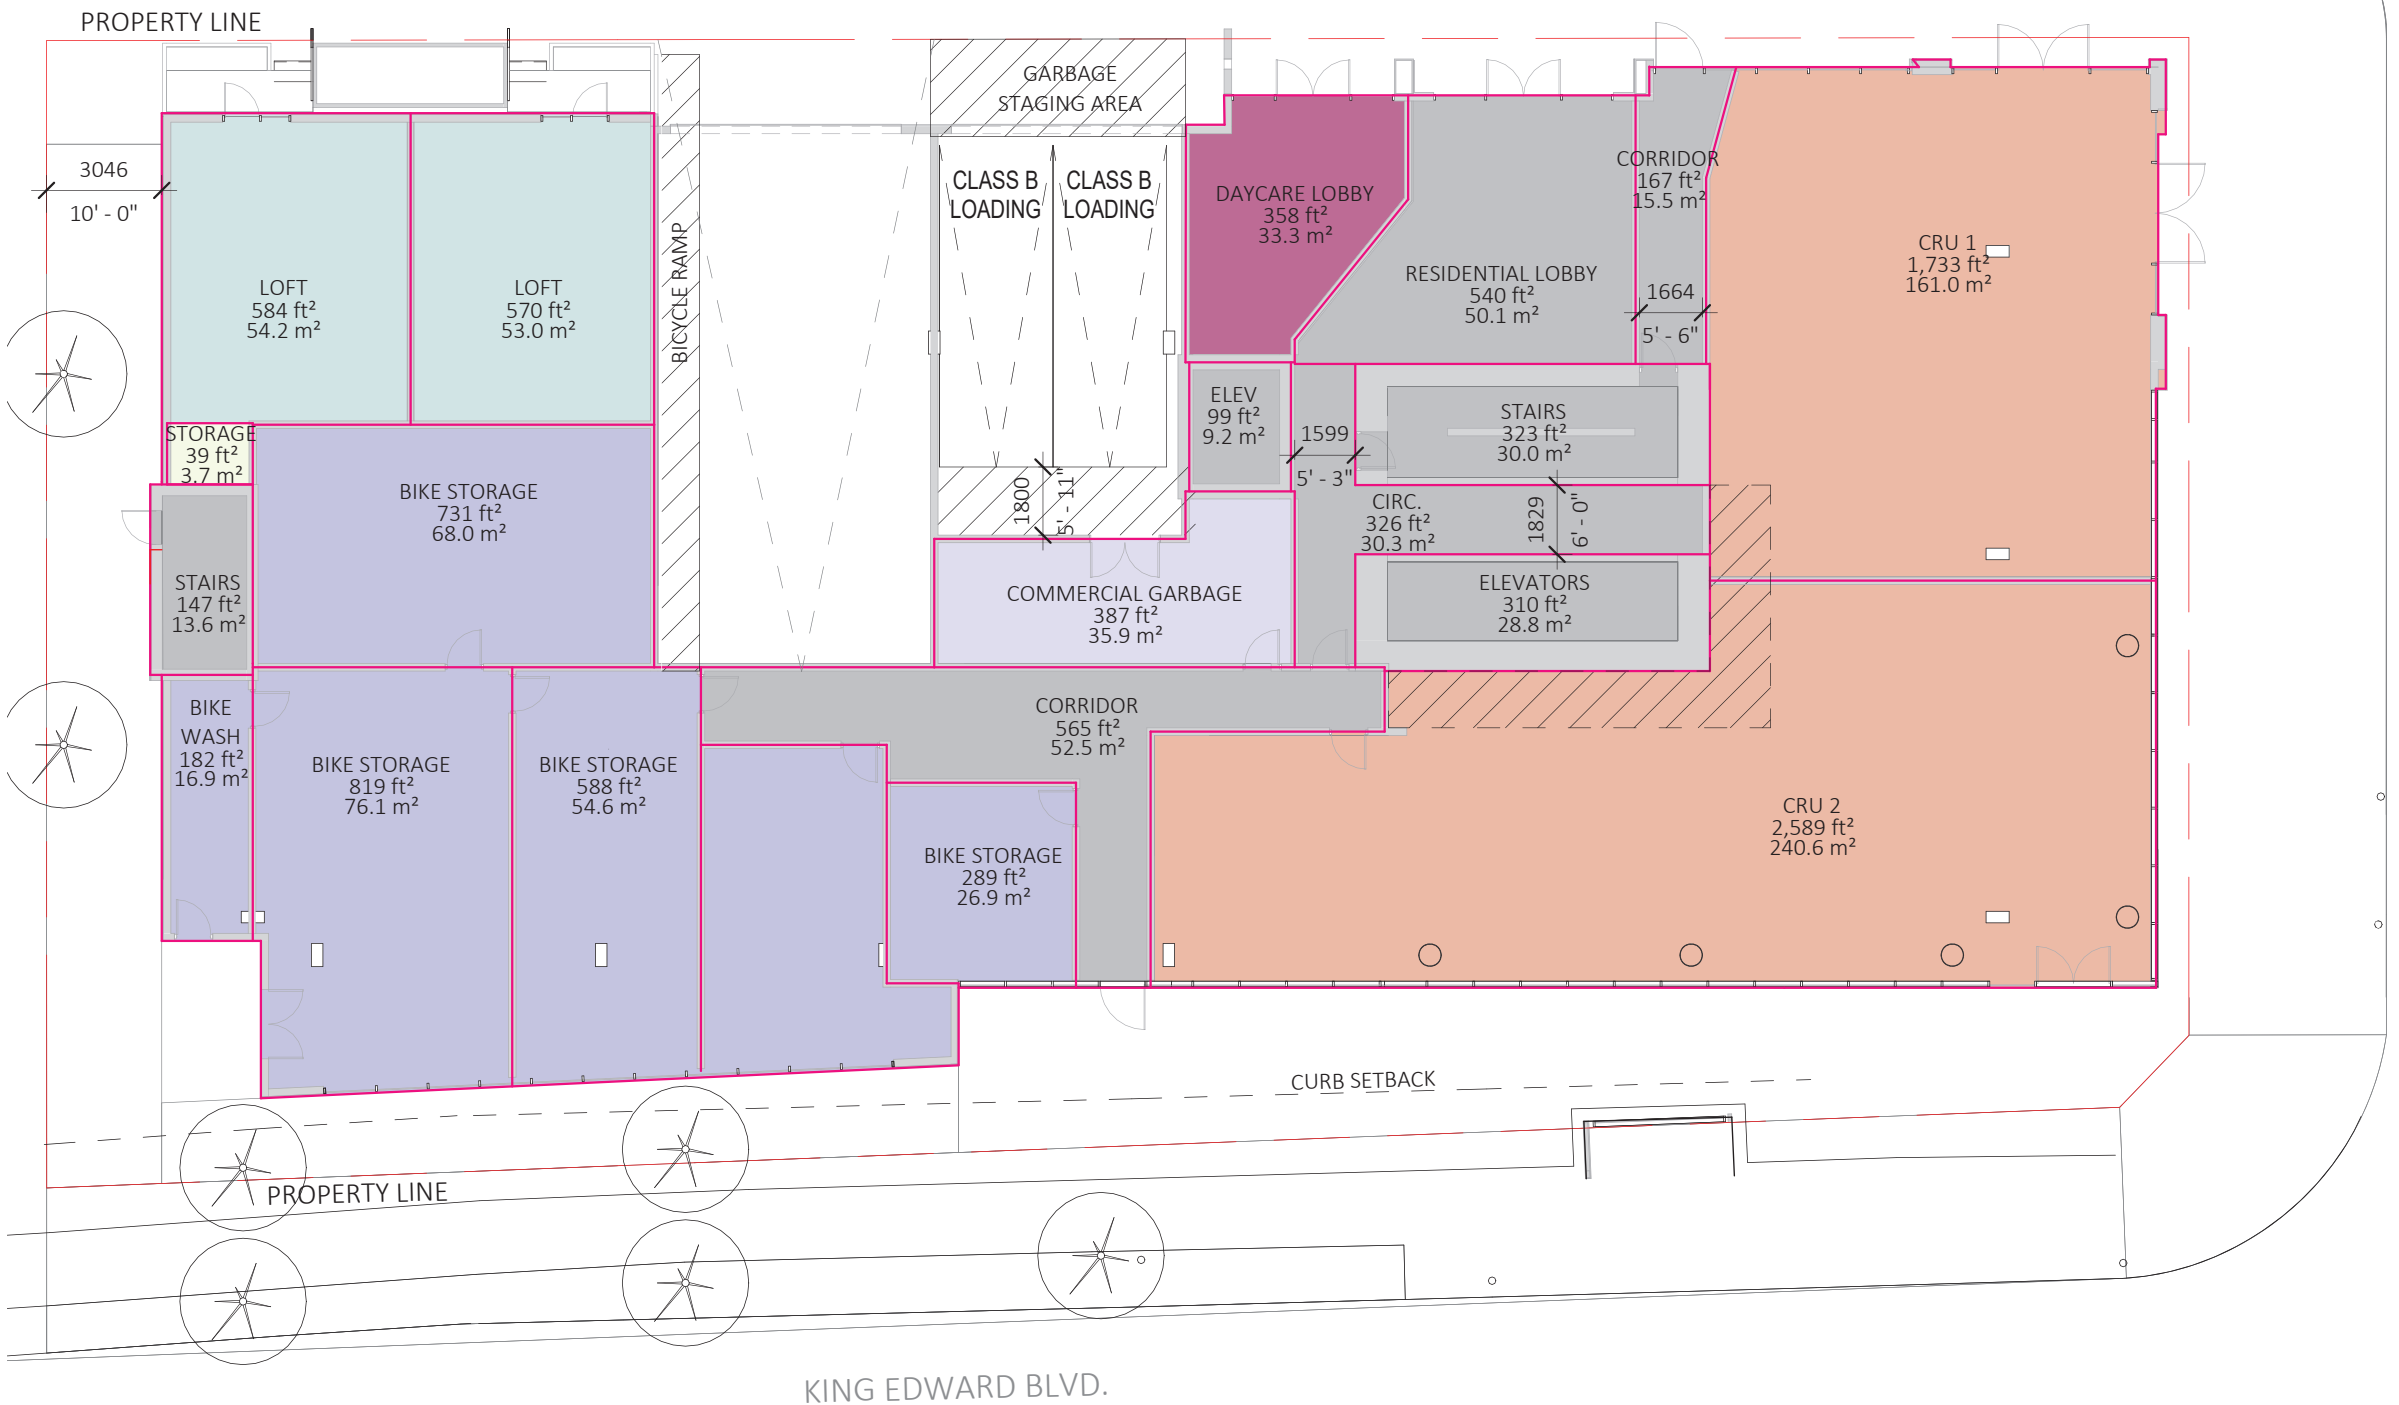 PROPERTY LINE
GARBAGE
STAGING AREA
3046
10' - 0"
CLASS B
LOADING
CLASS B
LOADING
BICYCLE RAMP
DAYCARE LOBBY
358 ft²
33.3 m²
CORRIDOR
167 ft²
15.5 m²
CRU 1
1,733 ft²
161.0 m²
LOFT
584 ft²
54.2 m²
LOFT
570 ft²
53.0 m²
RESIDENTIAL LOBBY
540 ft²
50.1 m²
1664
5' - 6"
ELEV
99 ft²
9.2 m²
1599
5' - 3"
STAIRS
323 ft²
30.0 m²
STORAGE
39 ft²
3.7 m²
BIKE STORAGE
731 ft²
68.0 m²
1800
5' - 11"
CIRC.
326 ft²
30.3 m²
1829
6' - 0"
STAIRS
147 ft²
13.6 m²
COMMERCIAL GARBAGE
387 ft²
35.9 m²
ELEVATORS
310 ft²
28.8 m²
BIKE
WASH
182 ft²
16.9 m²
BIKE STORAGE
819 ft²
76.1 m²
BIKE STORAGE
588 ft²
54.6 m²
CORRIDOR
565 ft²
52.5 m²
BIKE STORAGE
289 ft²
26.9 m²
CRU 2
2,589 ft²
240.6 m²
CURB SETBACK
PROPERTY LINE
KING EDWARD BLVD.